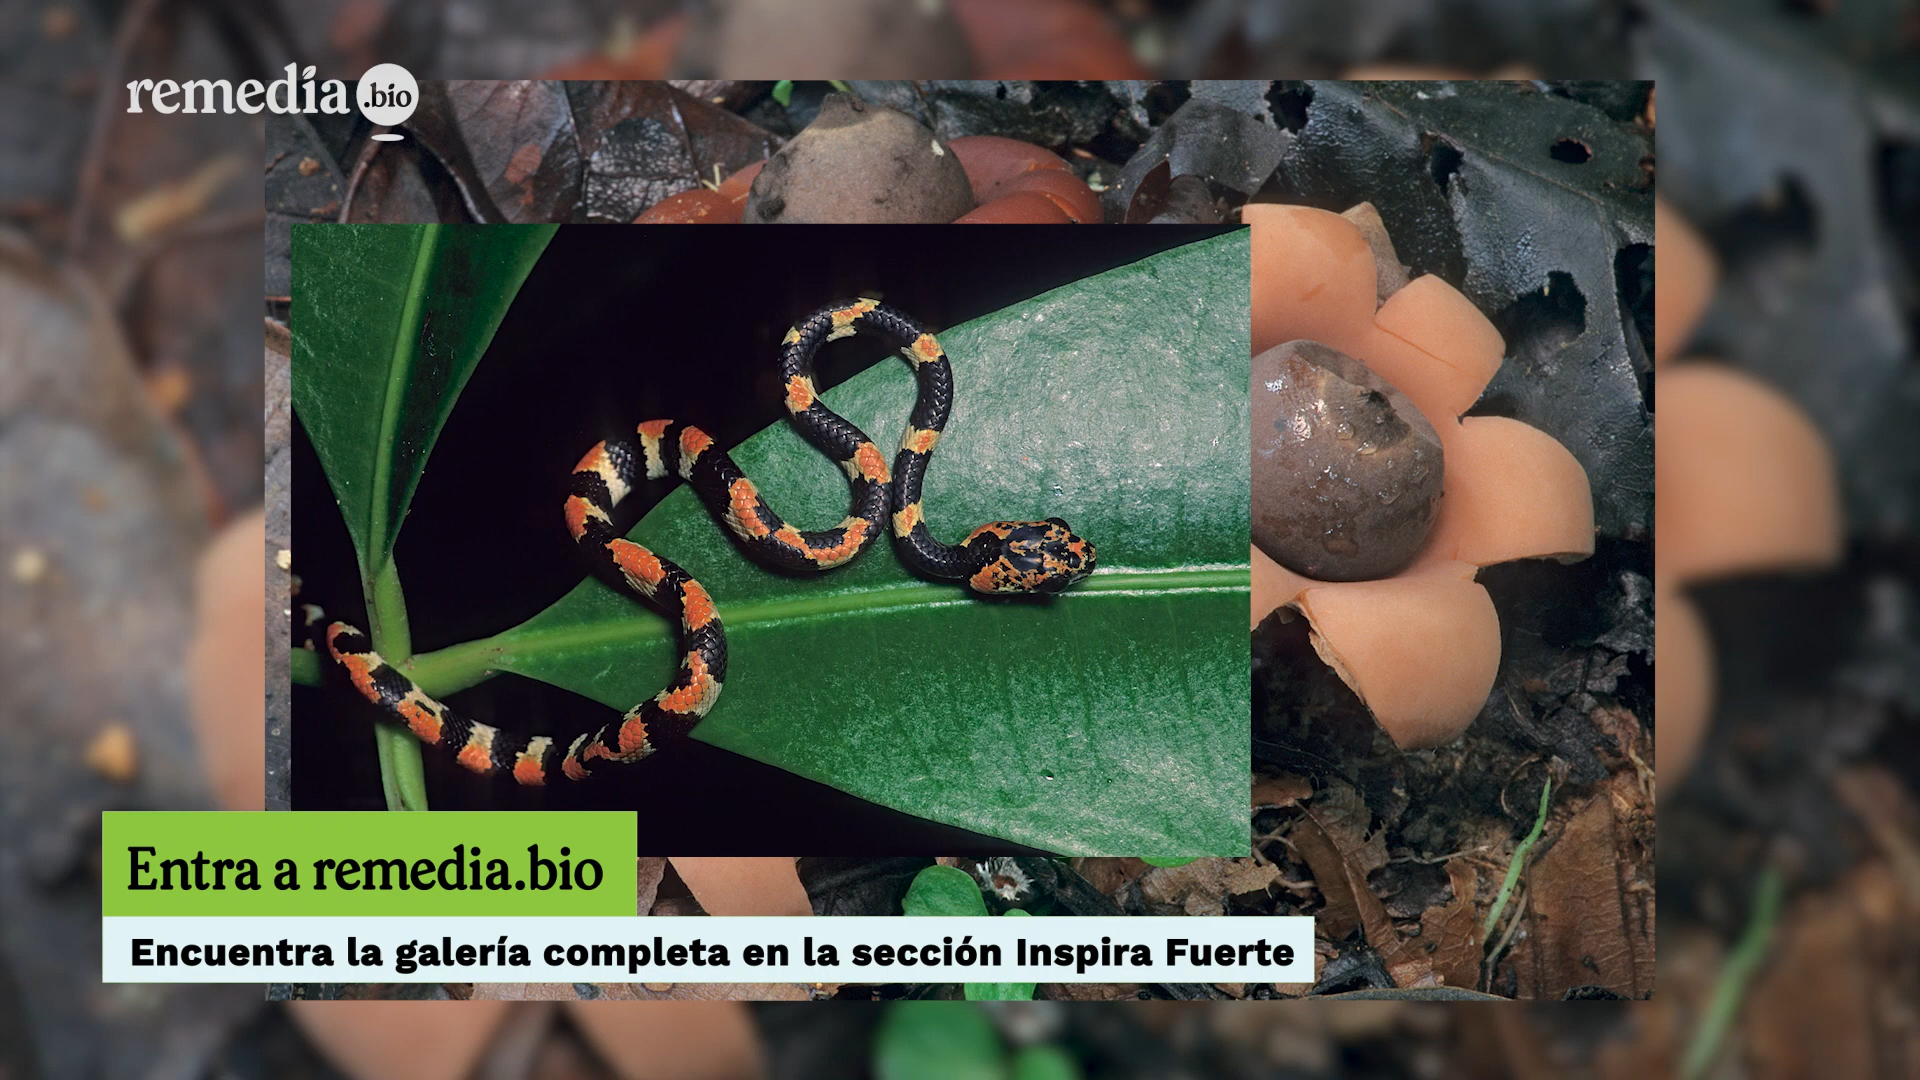 remedia.bio
Entra a remedia.bio
Encuentra la galería completa en la sección Inspira Fuerte